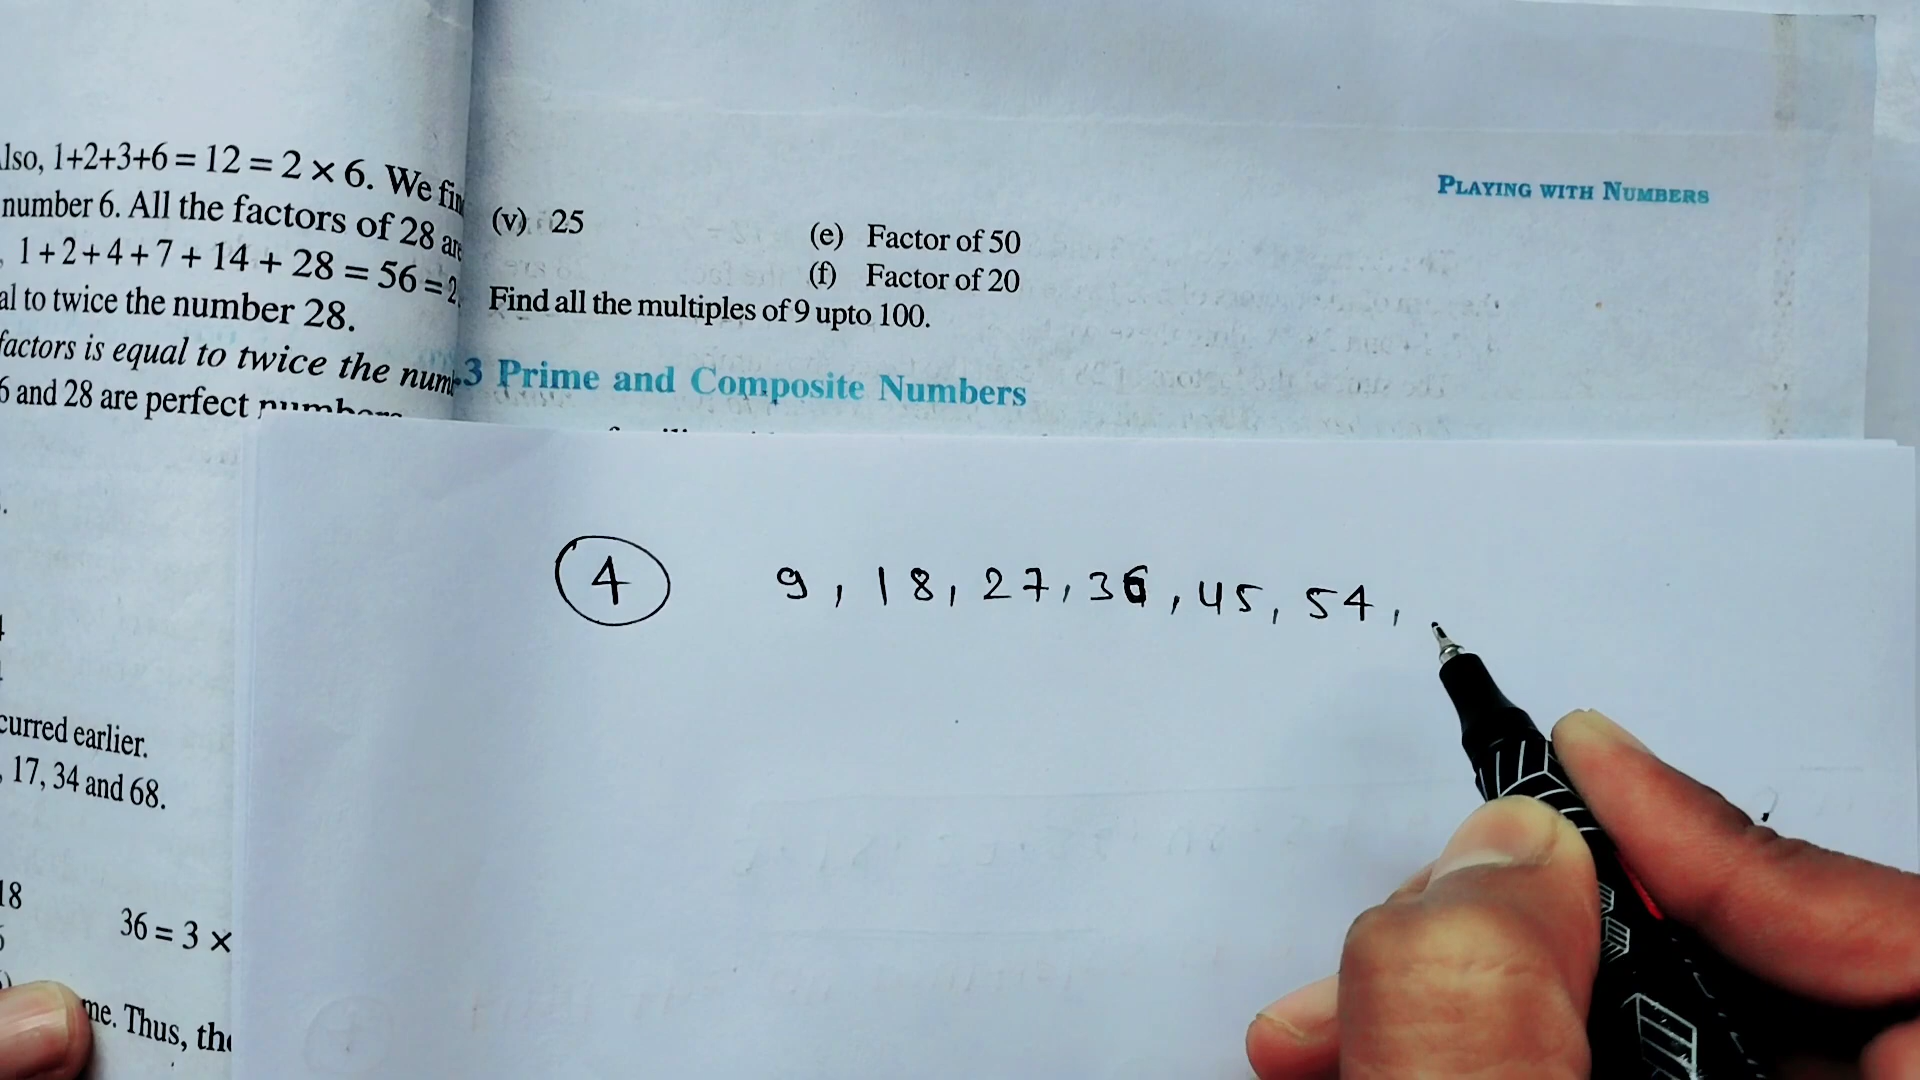 lso, 1+2+3+6 = 12 = 2 × 6. We fin
number 6. All the factors of 28 are
1+2+4+7+14+28 = 56 = 2
al to twice the number 28.
factors is equal to twice the num
6 and 28 are perfect numbers
curred earlier.
, 17, 34 and 68.
18
36 = 3 ×
me. Thus, the
PLAYING WITH NUMBERS
(v) 25 (e) Factor of 50
(f) Factor of 20
Find all the multiples of 9 upto 100.
3 Prime and Composite Numbers
4 9, 18, 27, 36, 45, 54,